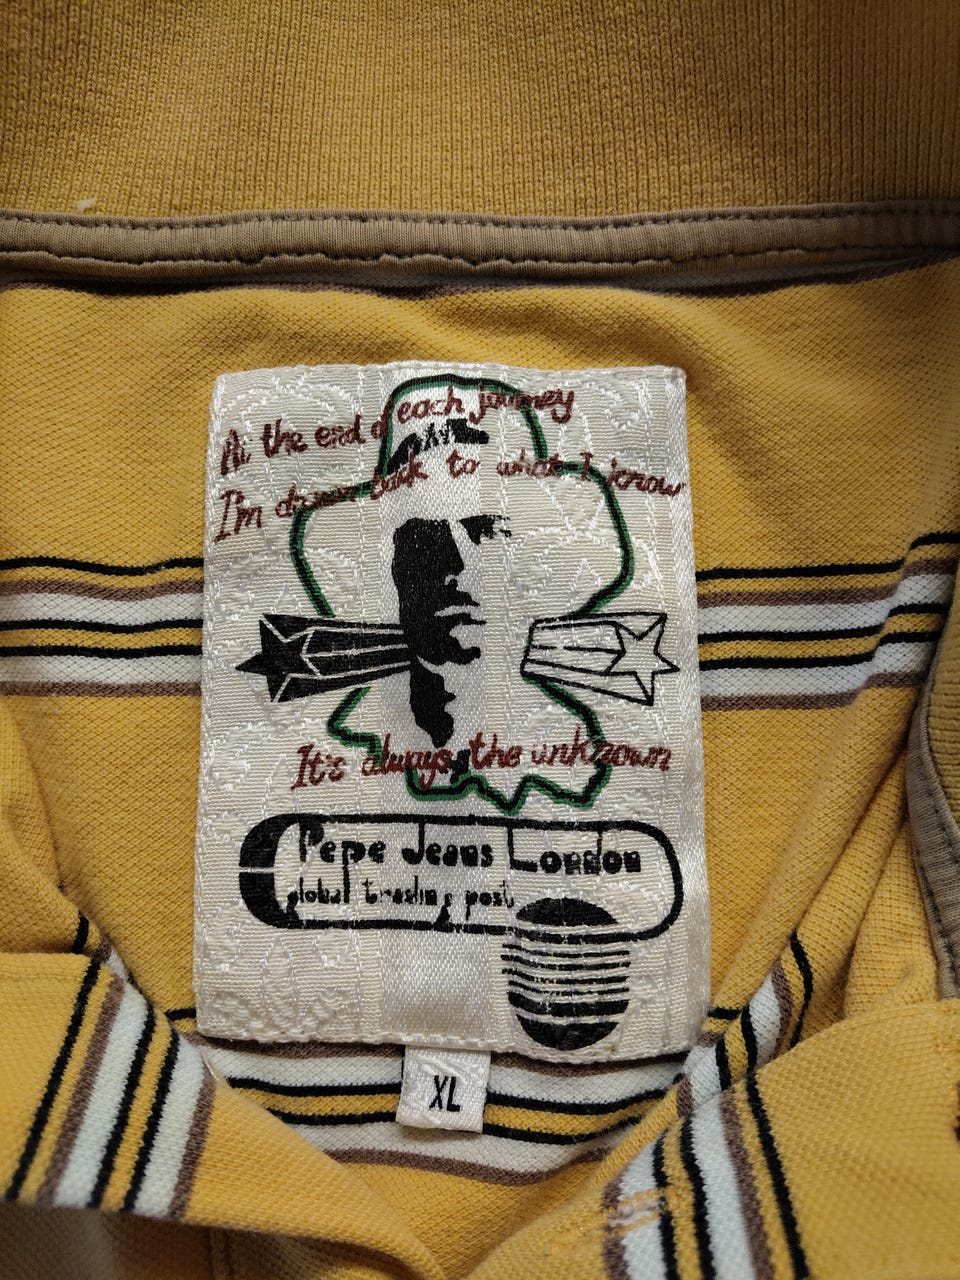 At the end of each journey
I'm drawn back to what I know
It's always the unknown
Pepe Jeans London
global trading post
XL